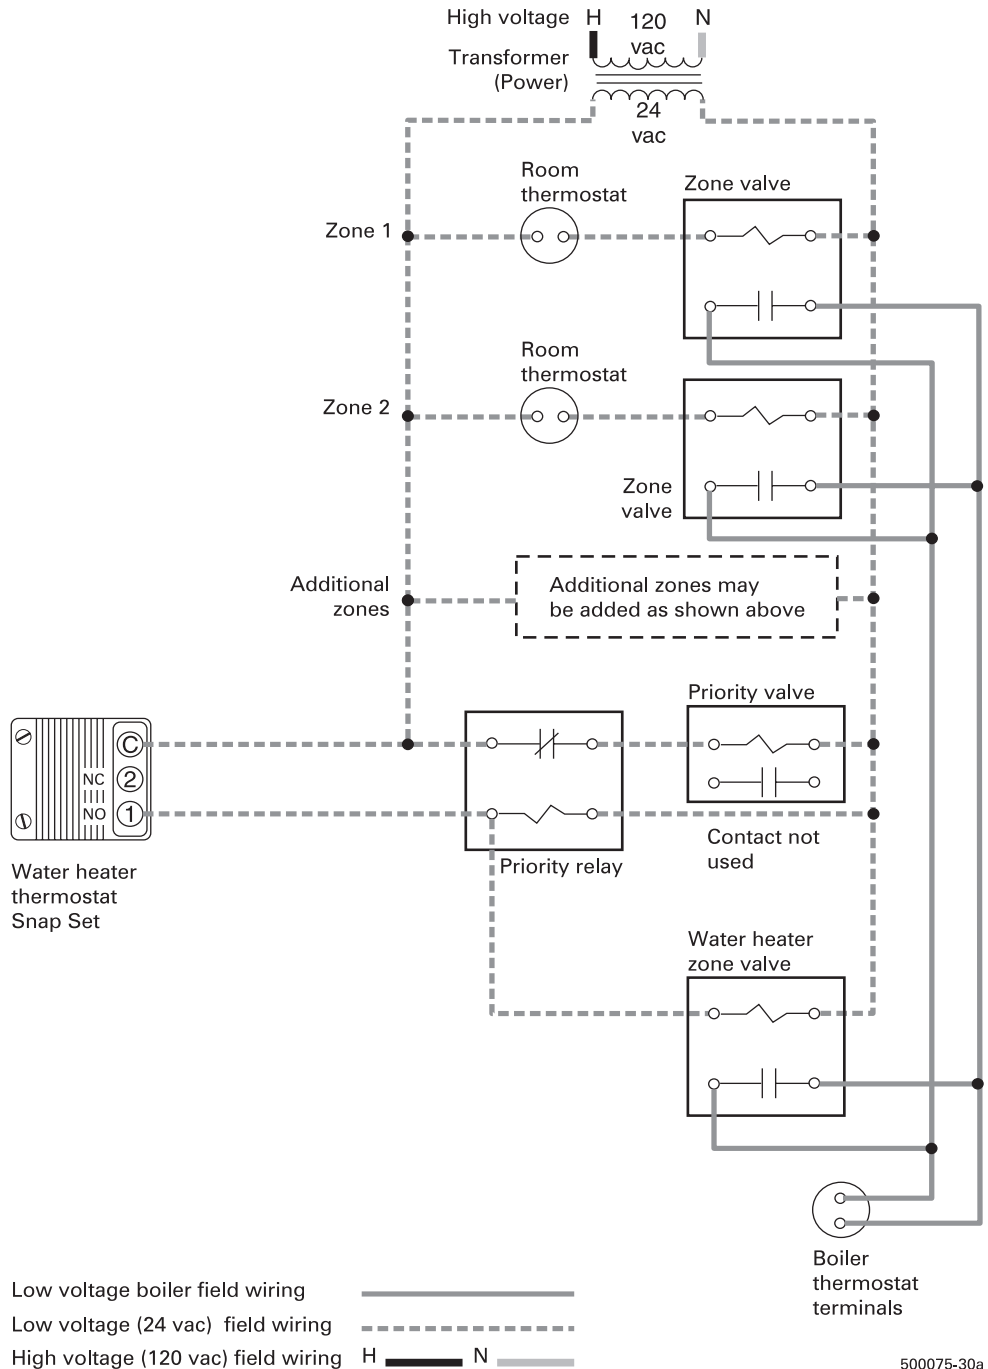 High voltage H 120 vac N
Transformer
(Power)
24
vac
Room
thermostat
Zone valve
Zone 1
Room
thermostat
Zone 2
Zone
valve
Additional
zones
Additional zones may
be added as shown above
Priority valve
C
NC 2
NO 1
Contact not
used
Priority relay
Water heater
thermostat
Snap Set
Water heater
zone valve
Boiler
thermostat
terminals
Low voltage boiler field wiring
Low voltage (24 vac) field wiring
High voltage (120 vac) field wiring H N
500075-30a